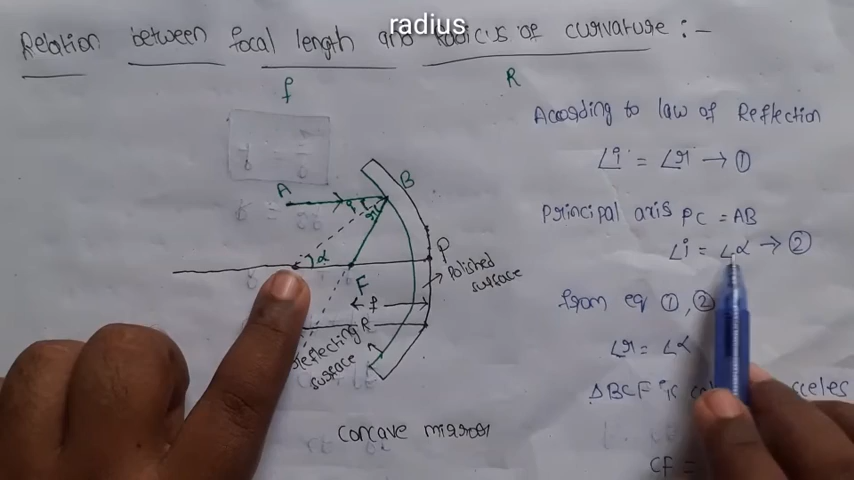 radius
Relation between focal length and Radius of curvature :-
f
R
According to law of Reflection
∠i = ∠r → ①
A
B
i
r
Principal axis PC = AB
∠i = ∠α → ②
α
P
F
Polished
surface
f
from eq ①, ②
R
reflecting
surface
∠r = ∠α
ΔBCF is
concave mirror
CF =